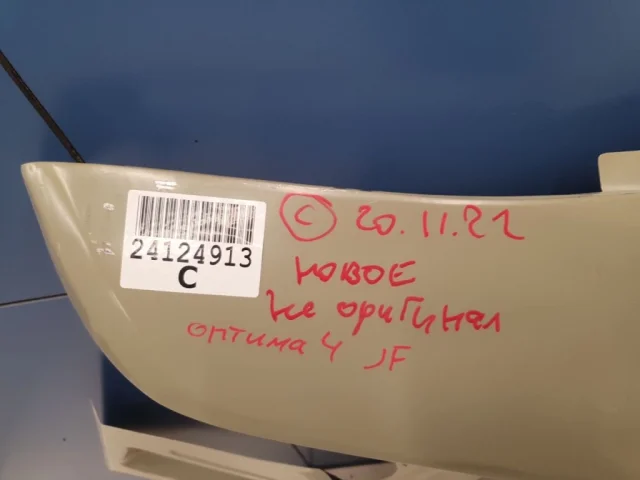 24124913
C
С 20.11.21
НОВОЕ
Не оригинал
оптима 4 JF